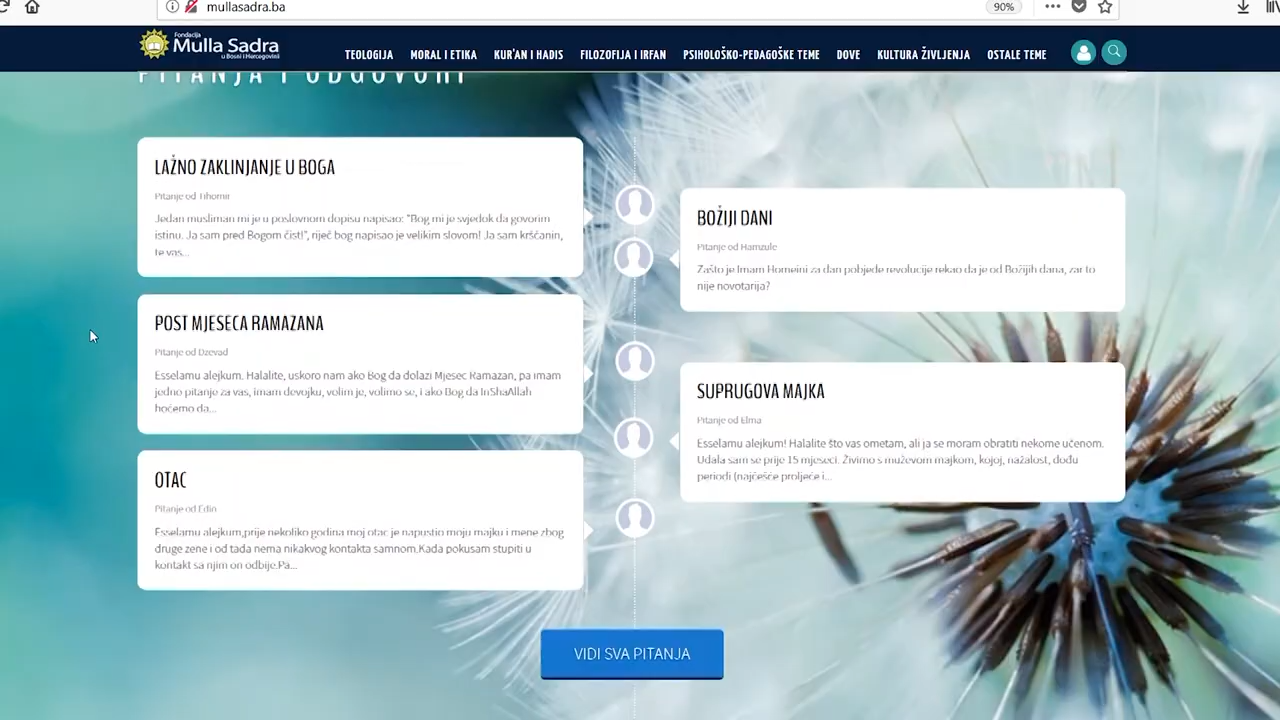 mullasadra.ba
90%
Fondacija
Mulla Sadra
u Bosni i Hercegovini
TEOLOGIJA
MORAL I ETIKA
KUR'AN I HADIS
FILOZOFIJA I IRFAN
PSIHOLOŠKO-PEDAGOŠKE TEME
DOVE
KULTURA ŽIVLJENJA
OSTALE TEME
PITANJA I ODGOVORI
LAŽNO ZAKLINJANJE U BOGA
Pitanje od Tihomir
Jedan musliman mi je u poslovnom dopisu napisao: "Bog mi je svjedok da govorim
istinu. Ja sam pred Bogom čist!", riječ bog napisao je velikim slovom! Ja sam kršćanin,
te vas...
BOŽIJI DANI
Pitanje od Hamzule
Zašto je Imam Homeini za dan pobjede revolucije rekao da je od Božijih dana, zar to
nije novotarija?
POST MJESECA RAMAZANA
Pitanje od Dzevad
Esselamu alejkum. Halalite, uskoro nam ako Bog da dolazi Mjesec Ramazan, pa imam
jedno pitanje za vas, imam devojku, volim je, volimo se, i ako Bog da InShaAllah
hoćemo da...
SUPRUGOVA MAJKA
Pitanje od Elma
Esselamu alejkum! Halalite što vas ometam, ali ja se moram obratiti nekome učenom.
Udala sam se prije 15 mjeseci. Živimo s muževom majkom, kojoj, nažalost, dođu
periodi (najčešće proljeće i...
OTAC
Pitanje od Edin
Esselamu alejkum,prije nekoliko godina moj otac je napustio moju majku i mene zbog
druge zene i od tada nema nikakvog kontakta samnom.Kada pokusam stupiti u
kontakt sa njim on odbije.Pa...
VIDI SVA PITANJA